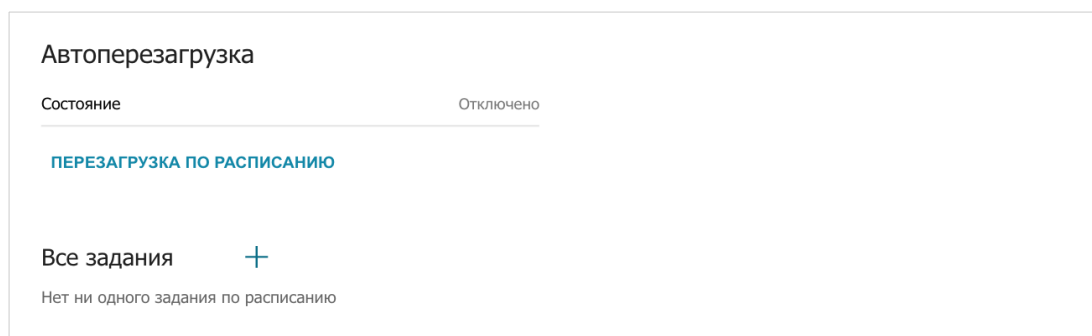 Автоперезагрузка
Состояние Отключено
ПЕРЕЗАГРУЗКА ПО РАСПИСАНИЮ
Все задания
Нет ни одного задания по расписанию